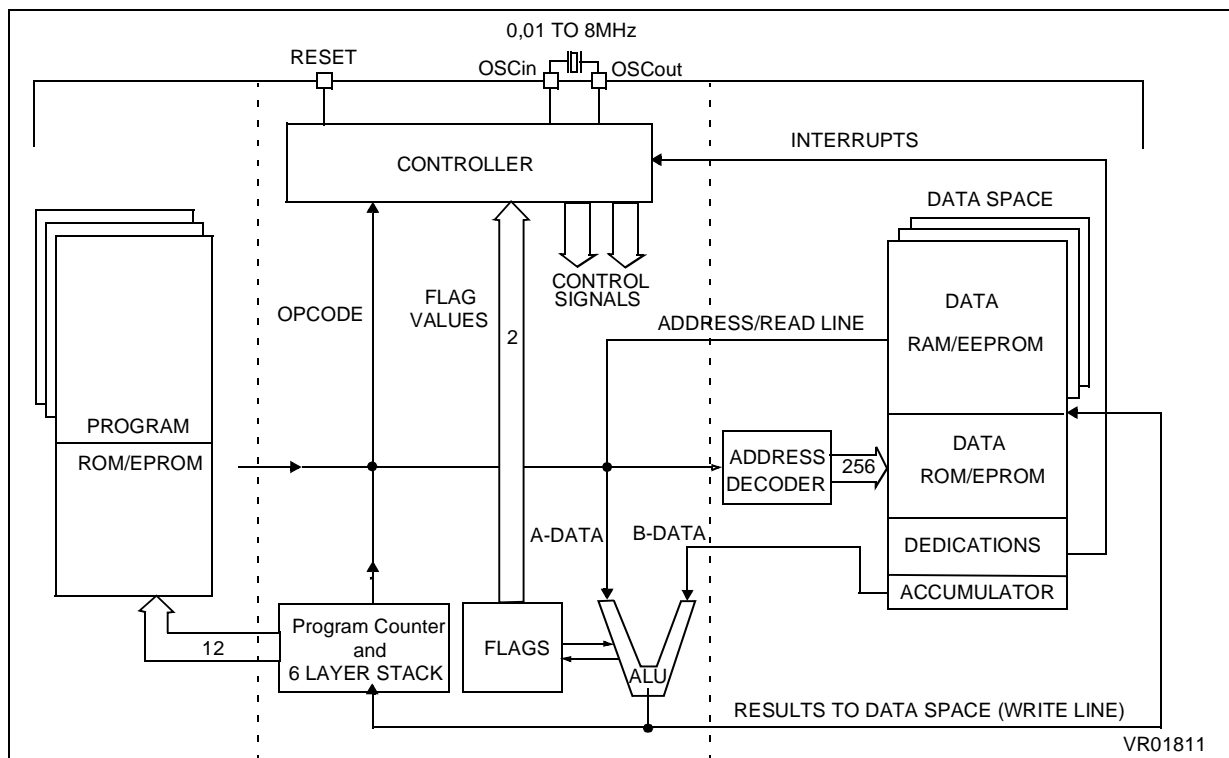 0,01 TO 8MHz
RESET
OSCin
OSCout
INTERRUPTS
CONTROLLER
DATA SPACE
CONTROL
SIGNALS
FLAG
VALUES
OPCODE
2
ADDRESS/READ LINE
DATA
RAM/EEPROM
PROGRAM
ROM/EPROM
ADDRESS
DECODER
256
DATA
ROM/EPROM
A-DATA
B-DATA
DEDICATIONS
ACCUMULATOR
12
Program Counter
and
6 LAYER STACK
FLAGS
ALU
RESULTS TO DATA SPACE (WRITE LINE)
VR01811